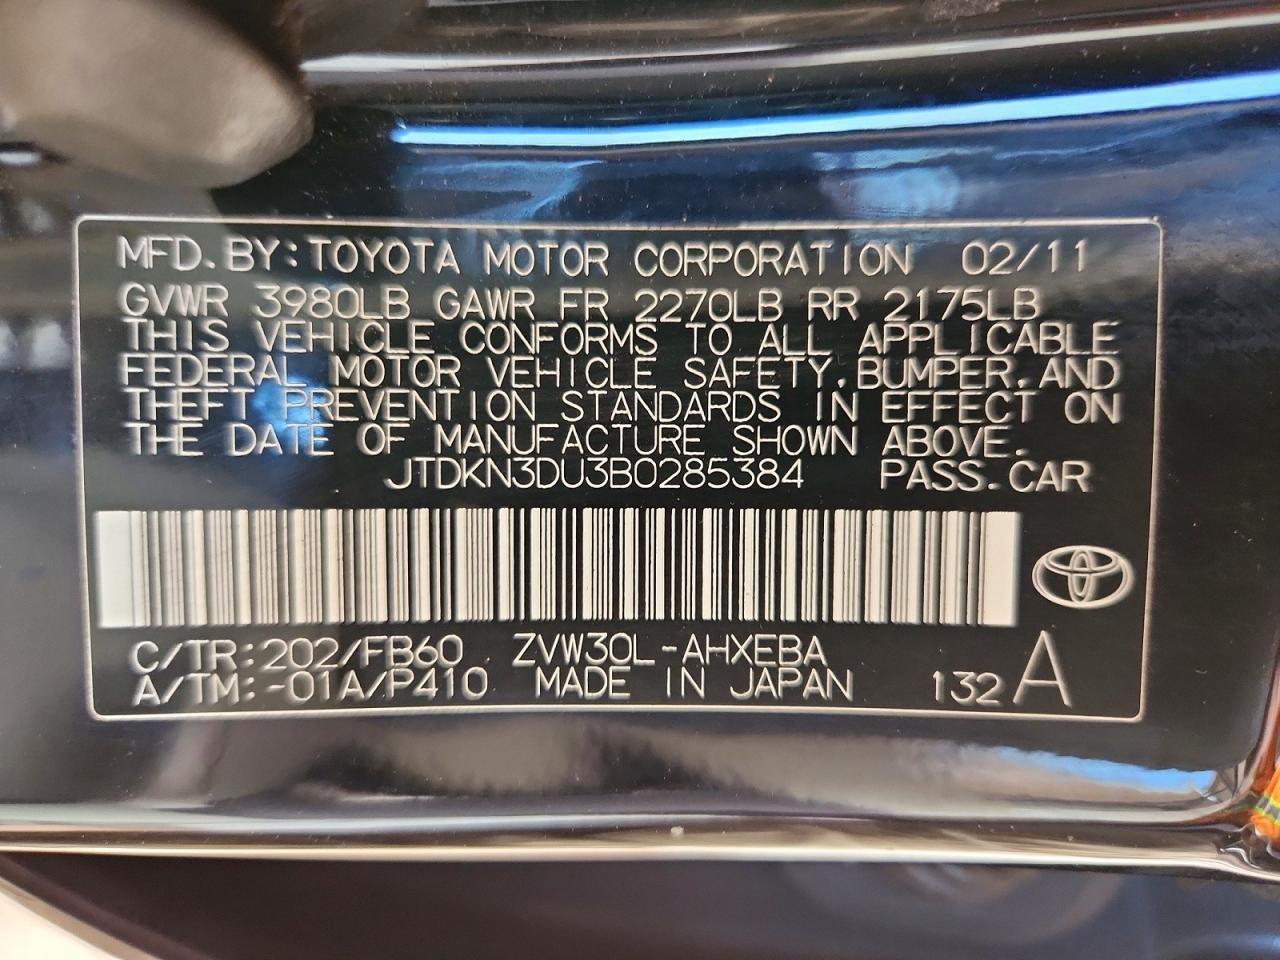 MFD.BY:TOYOTA MOTOR CORPORATION 02/11
GVWR 3980LB GAWR FR 2270LB RR 2175LB
THIS VEHICLE CONFORMS TO ALL APPLICABLE
FEDERAL MOTOR VEHICLE SAFETY,BUMPER,AND
THEFT PREVENTION STANDARDS IN EFFECT ON
THE DATE OF MANUFACTURE SHOWN ABOVE.
JTDKN3DU3B0285384 PASS.CAR
C/TR:202/FB60 ZVW30L-AHXEBA
A/TM:-01A/P410 MADE IN JAPAN 132 A